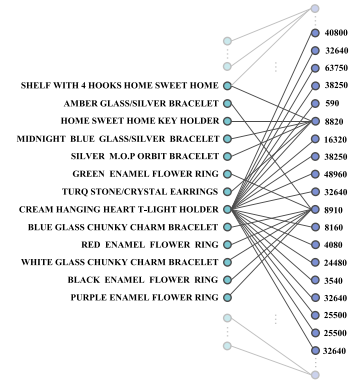 40800
32640
63750
SHELF WITH 4 HOOKS HOME SWEET HOME 38250
AMBER GLASS/SILVER BRACELET 590
HOME SWEET HOME KEY HOLDER 8820
MIDNIGHT BLUE GLASS/SILVER BRACELET 16320
SILVER M.O.P ORBIT BRACELET 38250
GREEN ENAMEL FLOWER RING 48960
TURQ STONE/CRYSTAL EARRINGS 32640
CREAM HANGING HEART T-LIGHT HOLDER 8910
BLUE GLASS CHUNKY CHARM BRACELET 8160
RED ENAMEL FLOWER RING 4080
WHITE GLASS CHUNKY CHARM BRACELET 24480
BLACK ENAMEL FLOWER RING 3540
PURPLE ENAMEL FLOWER RING 32640
25500
25500
32640